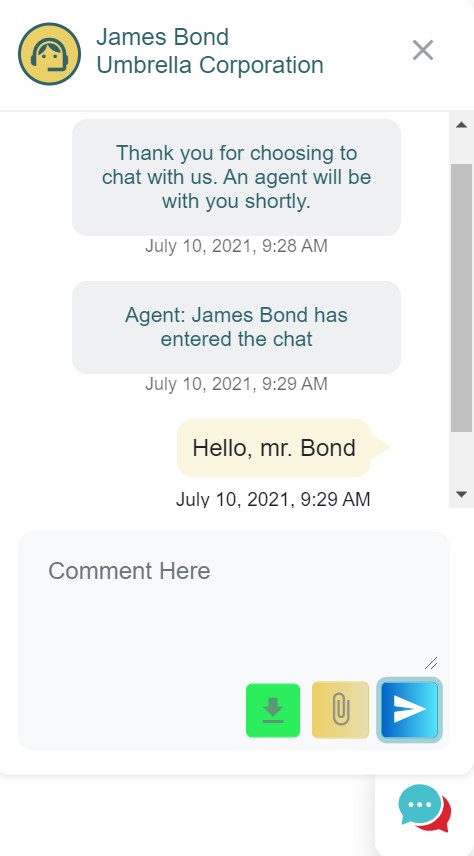 James Bond
Umbrella Corporation
Thank you for choosing to
chat with us. An agent will be
with you shortly.
July 10, 2021, 9:28 AM
Agent: James Bond has
entered the chat
July 10, 2021, 9:29 AM
Hello, mr. Bond
July 10, 2021, 9:29 AM
Comment Here